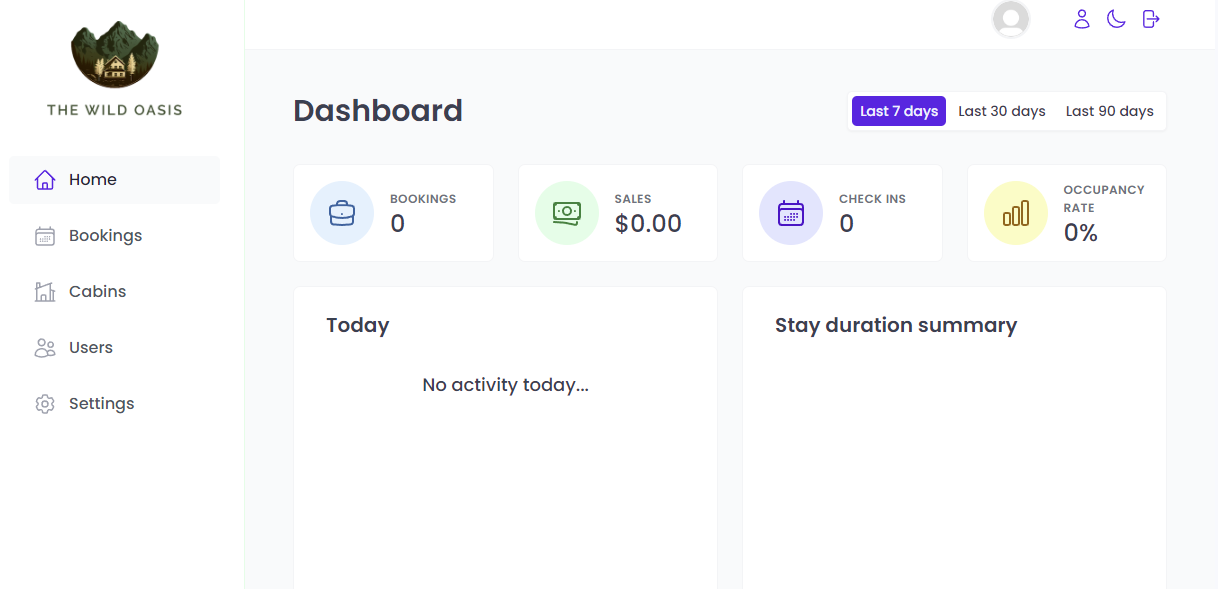 THE WILD OASIS
Home
Bookings
Cabins
Users
Settings
Dashboard
Last 7 days
Last 30 days
Last 90 days
BOOKINGS
0
SALES
$0.00
CHECK INS
0
OCCUPANCY
RATE
0%
Today
No activity today...
Stay duration summary